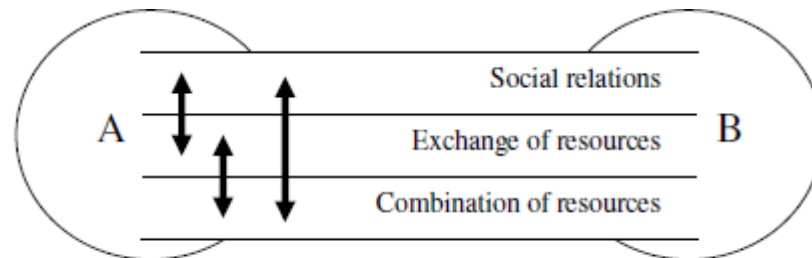 Social relations
A
Exchange of resources
B
Combination of resources